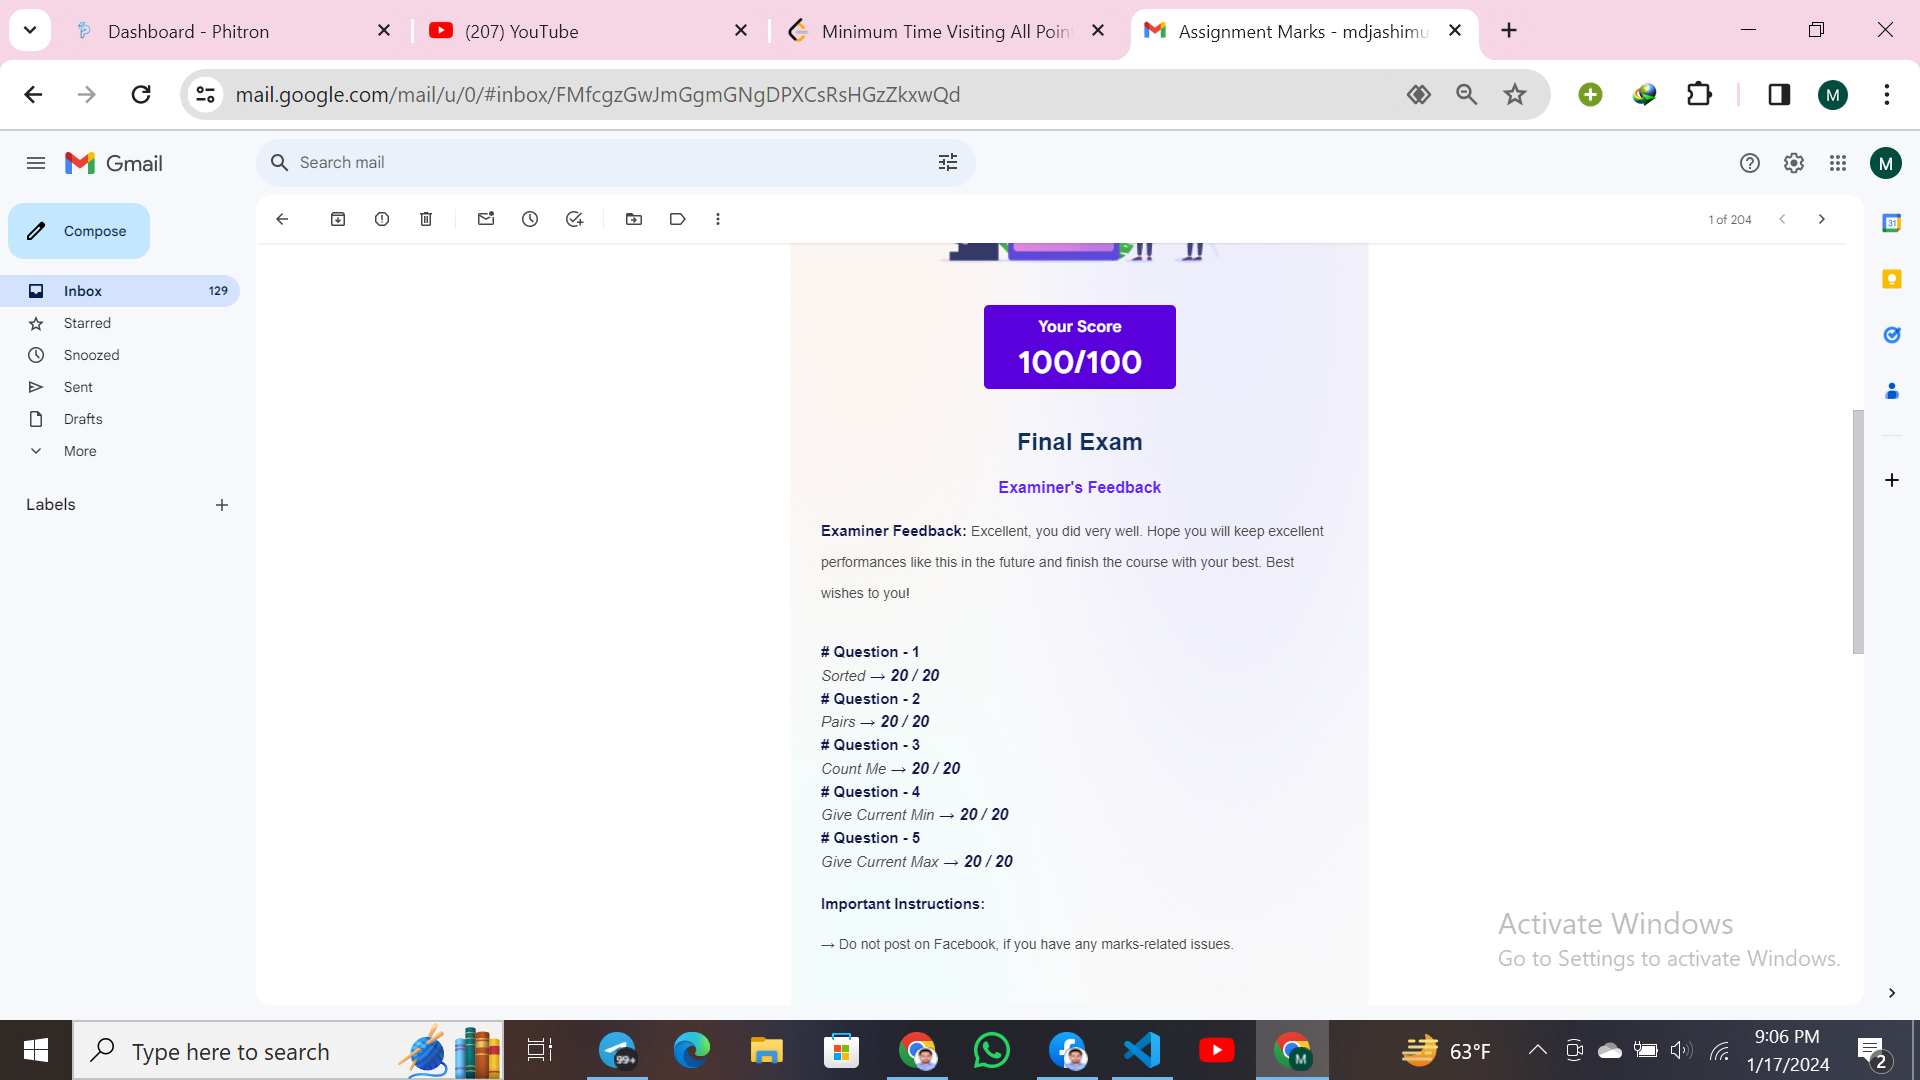 Dashboard - Phitron
(207) YouTube
Minimum Time Visiting All Poin
Assignment Marks - mdjashimu
mail.google.com/mail/u/0/#inbox/FMfcgzGwJmGgmGNgDPXCsRsHGzZkxwQd
M
Gmail
Search mail
M
Compose
1 of 204
31
Inbox 129
Starred
Snoozed
Sent
Drafts
More
Labels
Your Score
100/100
Final Exam
Examiner's Feedback
Examiner Feedback: Excellent, you did very well. Hope you will keep excellent
performances like this in the future and finish the course with your best. Best
wishes to you!
# Question - 1
Sorted → 20 / 20
# Question - 2
Pairs → 20 / 20
# Question - 3
Count Me → 20 / 20
# Question - 4
Give Current Min → 20 / 20
# Question - 5
Give Current Max → 20 / 20
Important Instructions:
→ Do not post on Facebook, if you have any marks-related issues.
Activate Windows
Go to Settings to activate Windows.
Type here to search
99+
M
63°F
9:06 PM
1/17/2024
2